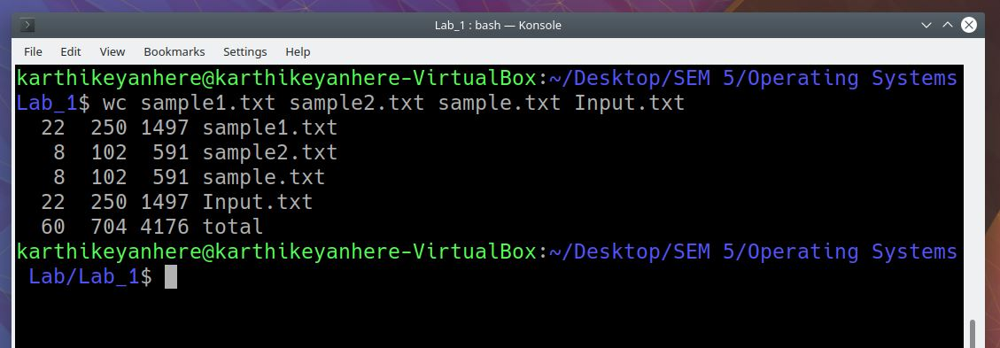 Lab_1 : bash — Konsole
File Edit View Bookmarks Settings Help
karthikeyanhere@karthikeyanhere-VirtualBox:~/Desktop/SEM 5/Operating Systems
Lab_1$ wc sample1.txt sample2.txt sample.txt Input.txt
22 250 1497 sample1.txt
8 102 591 sample2.txt
8 102 591 sample.txt
22 250 1497 Input.txt
60 704 4176 total
karthikeyanhere@karthikeyanhere-VirtualBox:~/Desktop/SEM 5/Operating Systems
Lab/Lab_1$